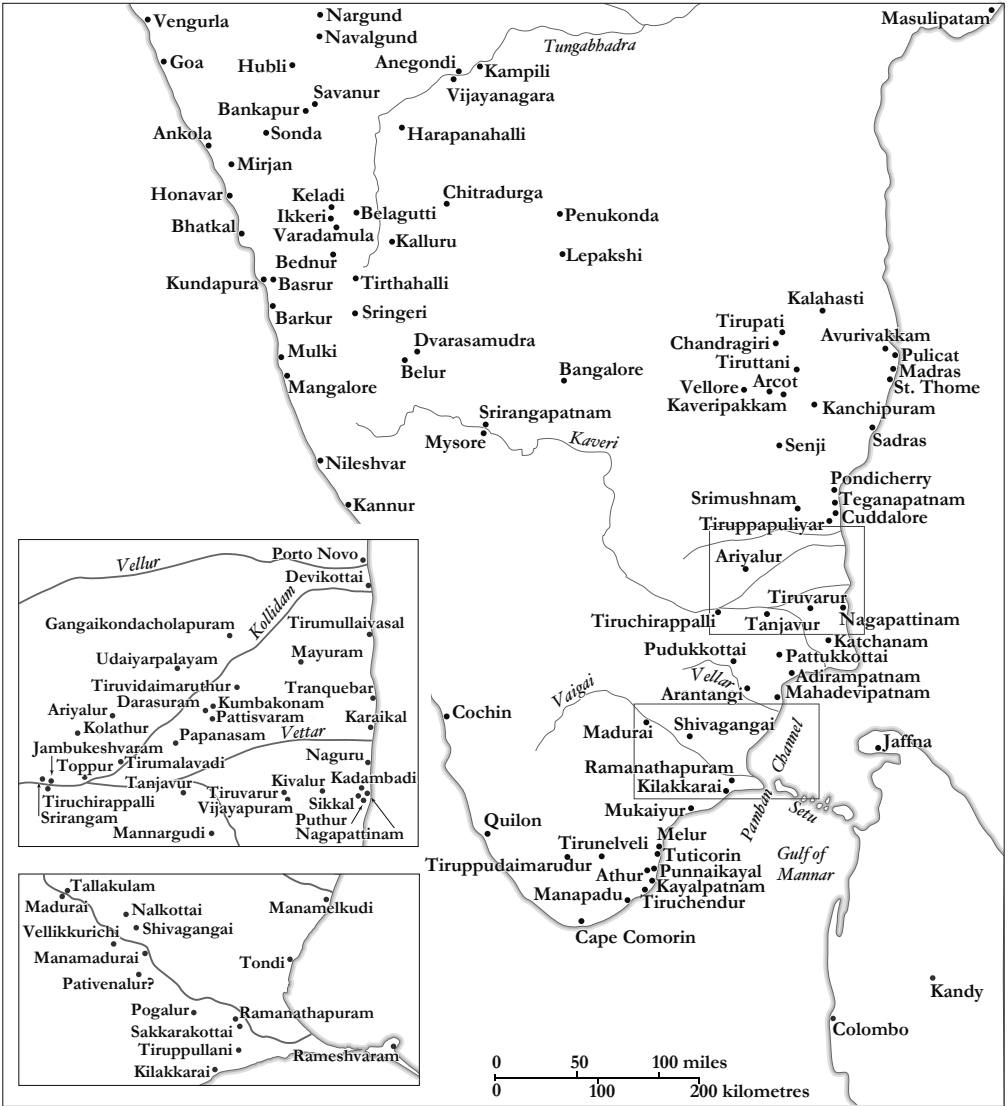 Vengurla
Nargund
Navalgund
Masulipatam
Goa
Hubli
Tungabhadra
Anegondi
Kampili
Vijayanagara
Savanur
Bankapur
Ankola
Sonda
Harapanahalli
Mirjan
Honavar
Keladi
Chitradurga
Ikkeri
Belagutti
Penukonda
Bhatkal
Varadamula
Kalluru
Bednur
Lepakshi
Kundapura
Basrur
Tirthahalli
Barkur
Sringeri
Kalahasti
Tirupati
Chandragiri
Avurivakkam
Pulicat
Mulki
Dvarasamudra
Belur
Tiruttani
Madras
Mangalore
Bangalore
Vellore
Arcot
St. Thome
Kaveripakkam
Kanchipuram
Srirangapatnam
Mysore
Kaveri
Senji
Sadras
Nileshvar
Kannur
Pondicherry
Srimushnam
Teganapatnam
Tiruppapuliyar
Cuddalore
Ariyalur
Tiruvarur
Tiruchirappalli
Tanjavur
Nagapattinam
Katchanam
Pudukkottai
Pattukkottai
Vellar
Adirampatnam
Arantangi
Mahadevipatnam
Vaigai
Cochin
Madurai
Shivagangai
Pamban Channel
Jaffna
Ramanathapuram
Kilakkarai
Setu
Mukaiyur
Quilon
Melur
Tirunelveli
Tuticorin
Gulf of
Mannar
Tiruppudaimarudur
Punnaikayal
Athur
Kayalpatnam
Manapadu
Tiruchendur
Cape Comorin
Kandy
Colombo
Porto Novo
Vellur
Devikottai
Kollidam
Gangaikondacholapuram
Tirumullaivasal
Udaiyarpalayam
Mayuram
Tiruvidaimaruthur
Tranquebar
Darasuram
Kumbakonam
Ariyalur
Pattisvaram
Karaikal
Kolathur
Papanasam
Vettar
Jambukeshvaram
Naguru
Toppur
Tirumalavadi
Kivalur
Kadambadi
Tanjavur
Tiruvarur
Tiruchirappalli
Vijayapuram
Sikkal
Srirangam
Puthur
Mannargudi
Nagapattinam
Tallakulam
Madurai
Nalkottai
Manamelkudi
Vellikkurichi
Shivagangai
Manamadurai
Tondi
Pativenalur?
Pogalur
Ramanathapuram
Sakkarakottai
Tiruppullani
Rameshvaram
Kilakkarai
0 50 100 miles
0 100 200 kilometres